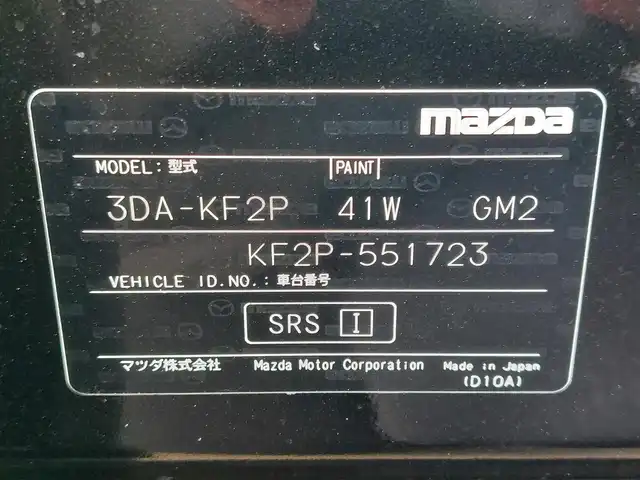 mazda
MODEL: 型式 PAINT
3DA-KF2P 41W GM2
KF2P-551723
VEHICLE ID.NO.: 車台番号
SRS I
マツダ株式会社 Mazda Motor Corporation Made in Japan
(D10A)